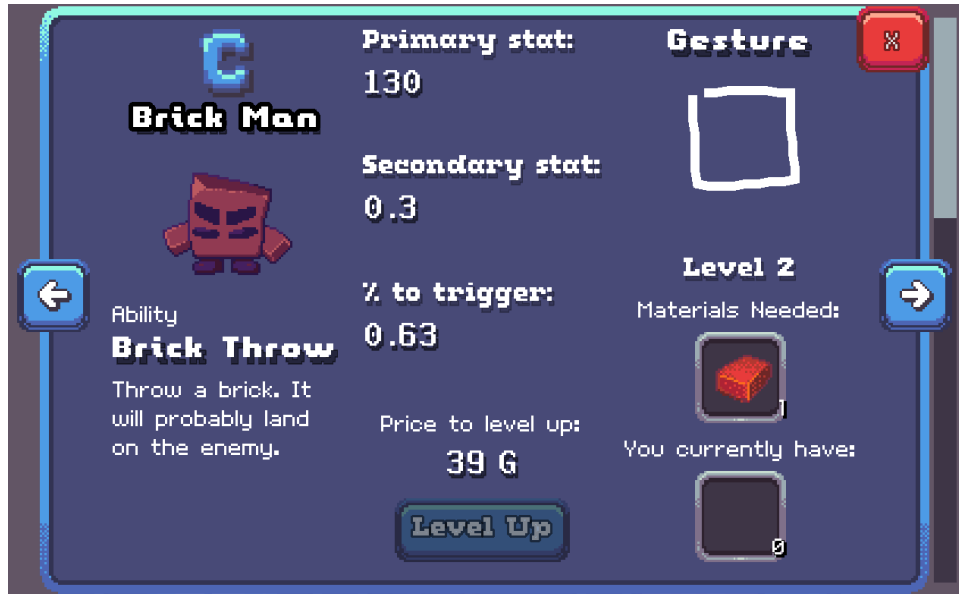 C
Brick Man
Ability
Brick Throw
Throw a brick. It
will probably land
on the enemy.
Primary stat:
130
Secondary stat:
0.3
% to trigger:
0.63
Price to level up:
39 G
Level Up
Gesture
X
Level 2
Materials Needed:
1
You currently have:
0